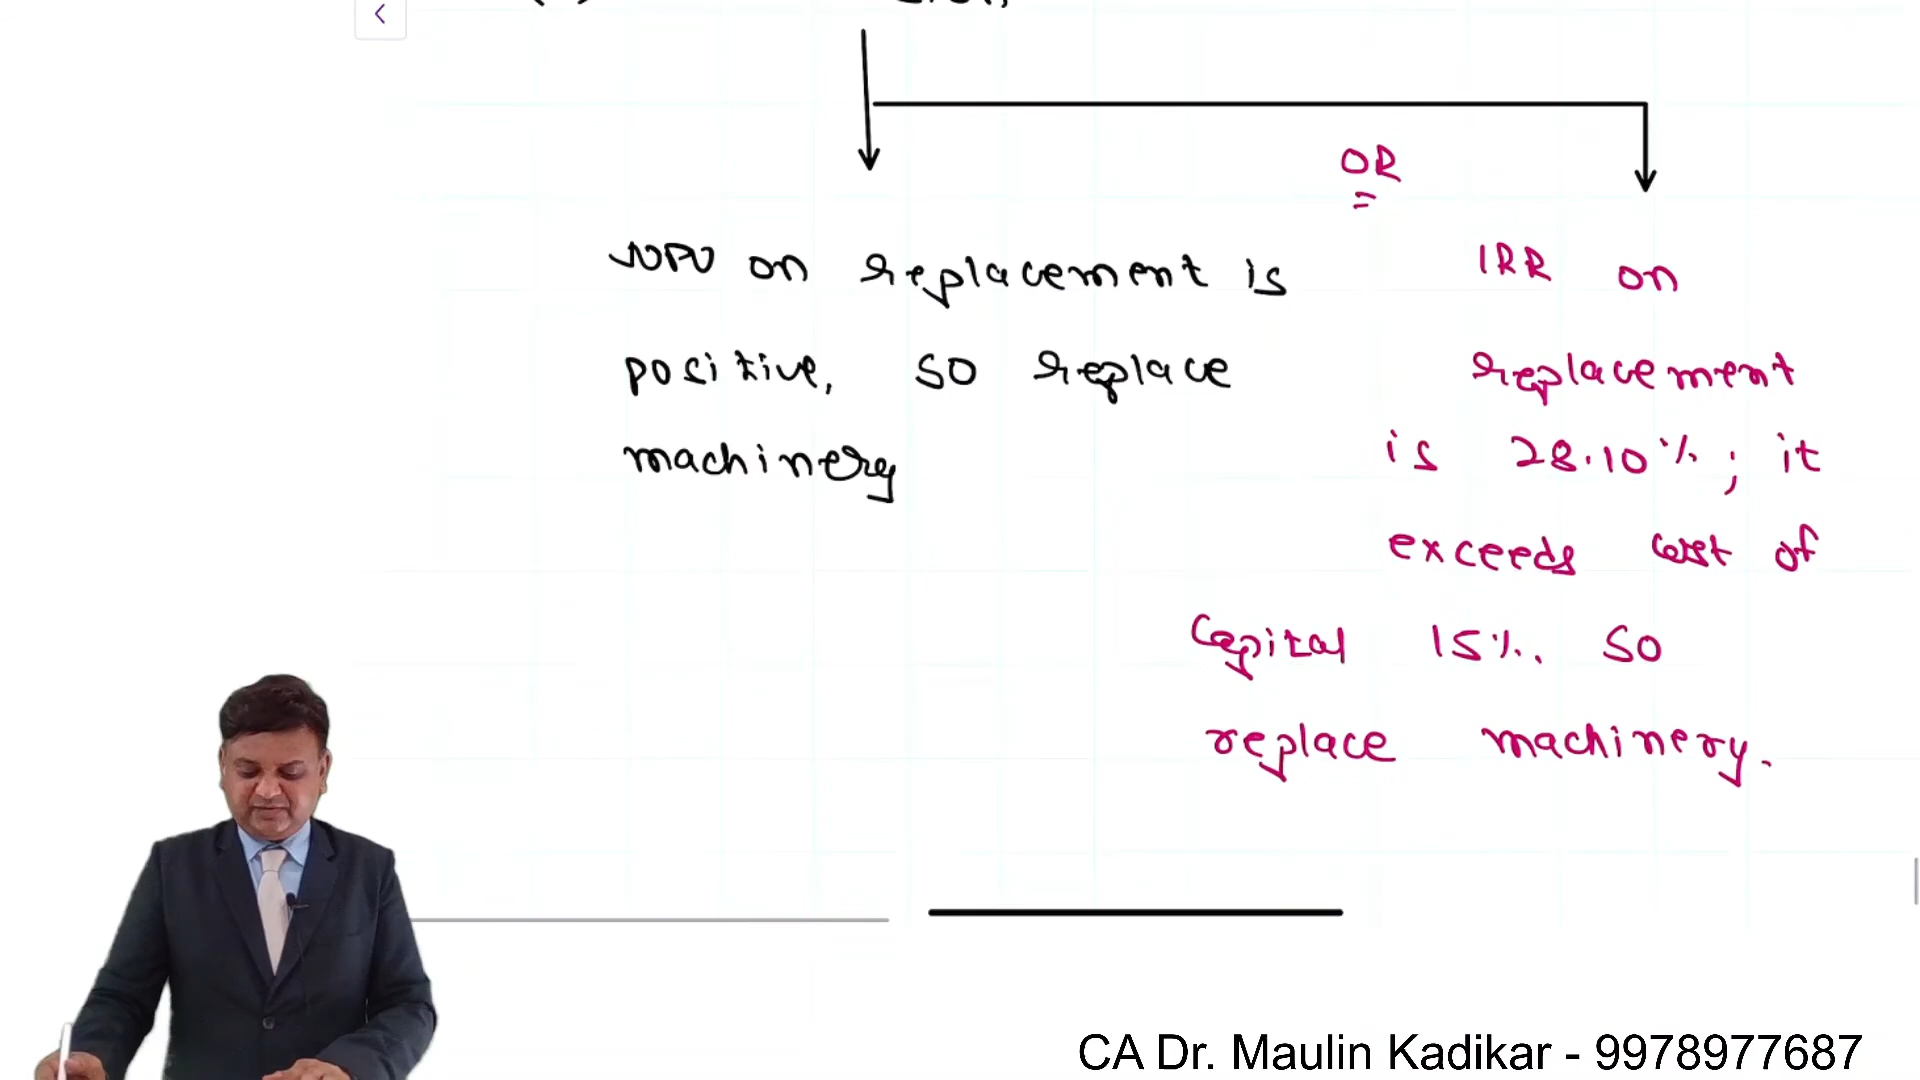 OR
NPV on replacement is
positive, so replace
machinery
IRR on
replacement
is 28.10%; it
exceeds cost of
Capital 15%. So
replace machinery.
CA Dr. Maulin Kadikar - 9978977687